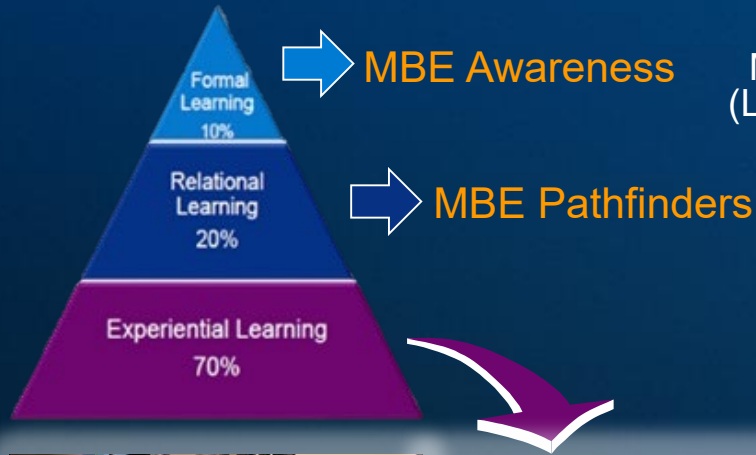 Formal
Learning
10%
MBE Awareness
Relational
Learning
20%
MBE Pathfinders
Experiential Learning
70%